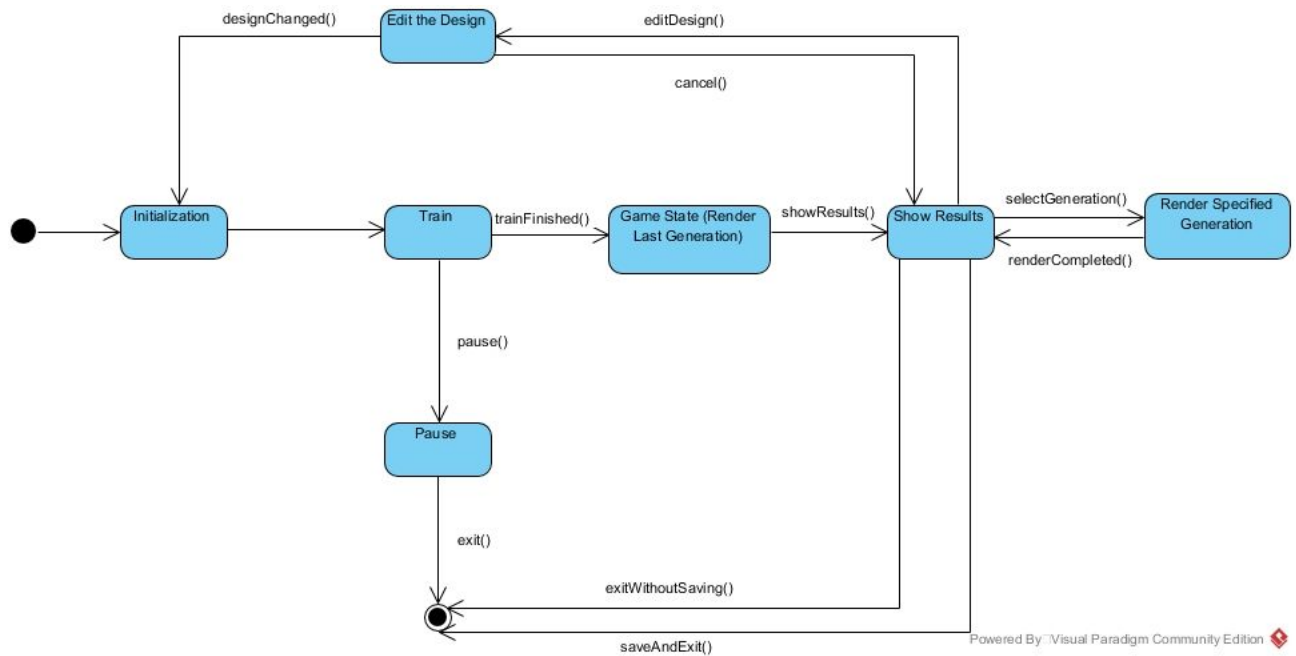 designChanged()
Edit the Design
editDesign()
cancel()
Initialization
Train
trainFinished()
Game State (Render
Last Generation)
showResults()
Show Results
selectGeneration()
renderCompleted()
Render Specified
Generation
pause()
Pause
exit()
exitWithoutSaving()
saveAndExit()
Powered By Visual Paradigm Community Edition